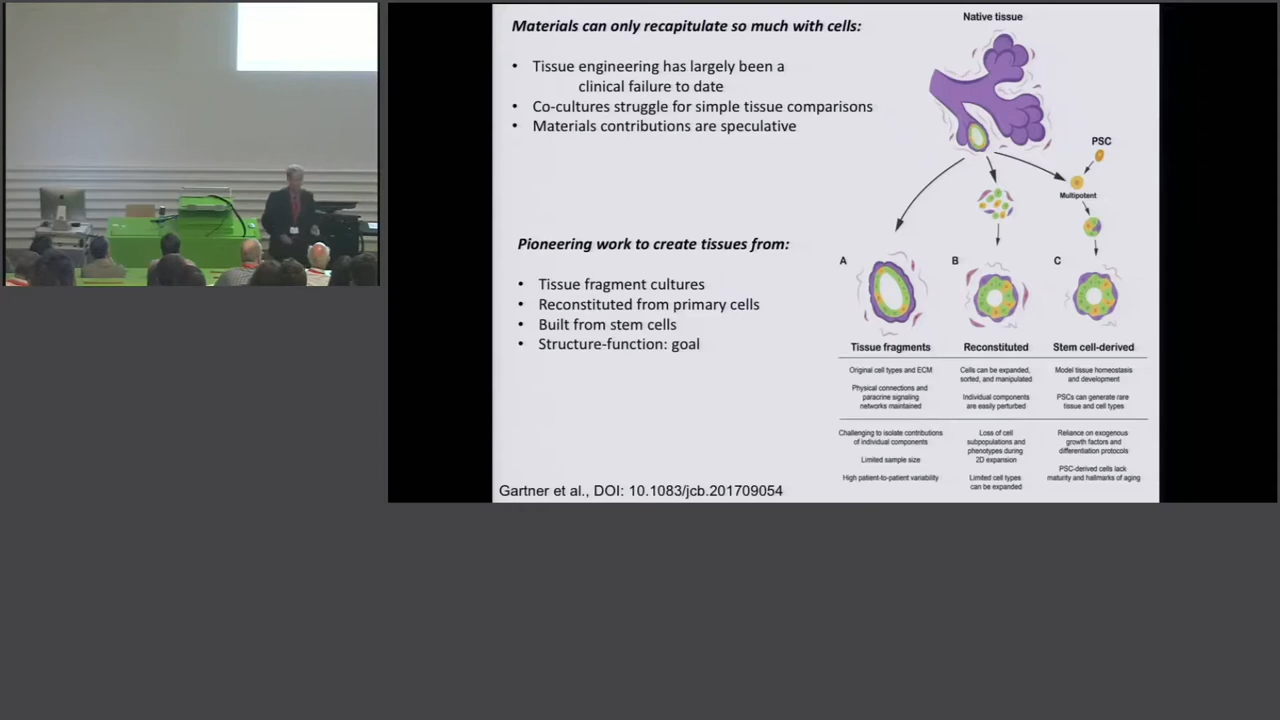 Materials can only recapitulate so much with cells:
• Tissue engineering has largely been a
clinical failure to date
• Co-cultures struggle for simple tissue comparisons
• Materials contributions are speculative
Pioneering work to create tissues from:
• Tissue fragment cultures
• Reconstituted from primary cells
• Built from stem cells
• Structure-function: goal
Gartner et al., DOI: 10.1083/jcb.201709054
Native tissue
PSC
Multipotent
A
B
C
Tissue fragments
Reconstituted
Stem cell-derived
Original cell types and ECM
Physical connections and
paracrine signaling
networks maintained
Cells can be expanded,
sorted, and manipulated
Individual components
are easily perturbed
Model tissue homeostasis
and development
PSCs can generate rare
tissue and cell types
Challenging to isolate contributions
of individual components
Limited sample size
High patient-to-patient variability
Loss of cell
subpopulations and
phenotypes during
2D expansion
Limited cell types
can be expanded
Reliance on exogenous
growth factors and
differentiation protocols
PSC-derived cells lack
maturity and hallmarks of aging